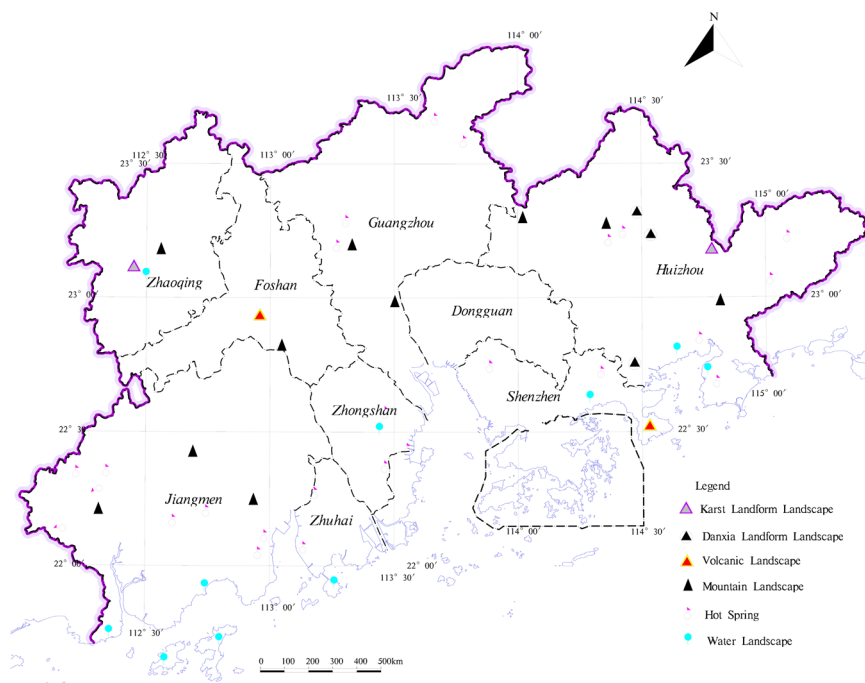 N
114° 00′
113° 30′
114° 30′
112° 30′
23° 30′
113° 00′
23° 30′
115° 00′
Guangzhou
Huizhou
Zhaoqing
Foshan
23° 00′
23° 00′
Dongguan
Shenzhen
115° 00′
Zhongshan
22° 30′
22° 30′
Jiangmen
Zhuhai
114° 00′
114° 30′
22° 00′
22° 00′
113° 30′
113° 00′
112° 30′
Legend
Karst Landform Landscape
Danxia Landform Landscape
Volcanic Landscape
Mountain Landscape
Hot Spring
Water Landscape
0 100 200 300 400 500km